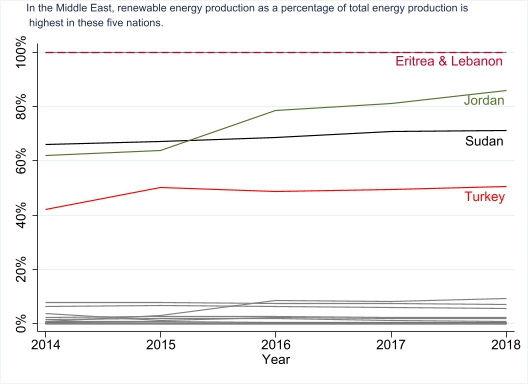 In the Middle East, renewable energy production as a percentage of total energy production is
highest in these five nations.
100%
80%
60%
40%
20%
0%
Eritrea & Lebanon
Jordan
Sudan
Turkey
2014 2015 2016 2017 2018
Year